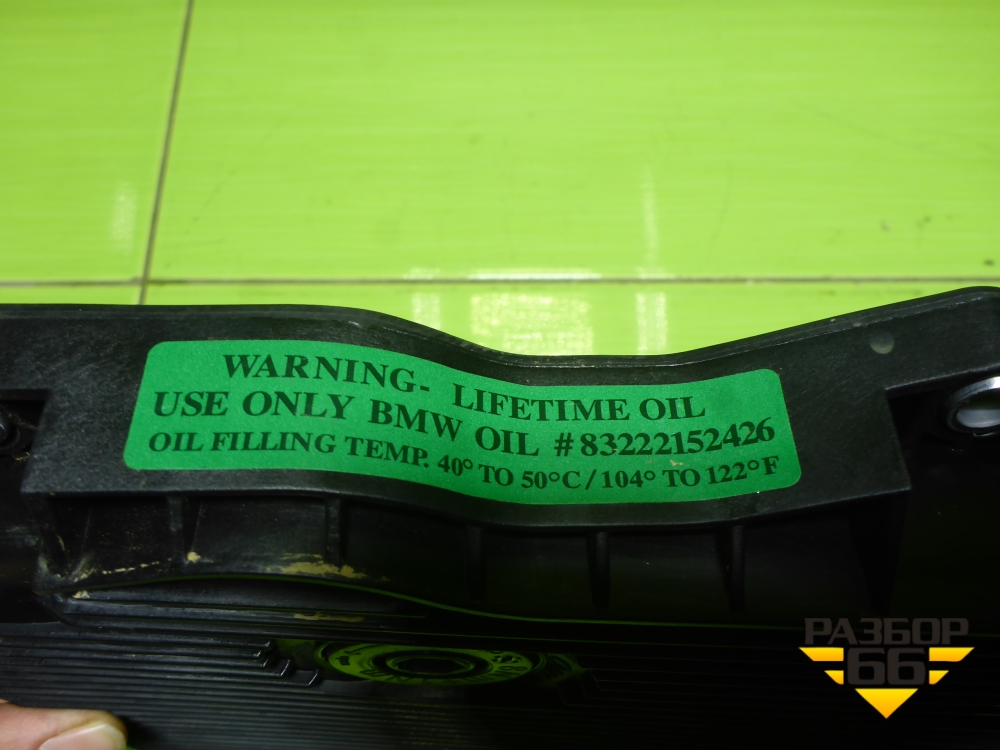 WARNING- LIFETIME OIL
USE ONLY BMW OIL #83222152426
OIL FILLING TEMP. 40° TO 50°C/104° TO 122°F
РАЗБОР
66